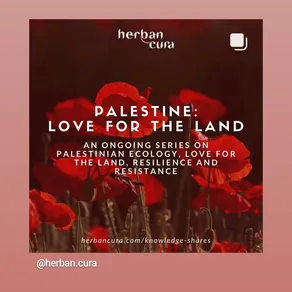 herban
cura
PALESTINE:
LOVE FOR THE LAND
AN ONGOING SERIES ON
PALESTINIAN ECOLOGY, LOVE FOR
THE LAND, RESILIENCE AND
RESISTANCE
herbancura.com/knowledge-shares
@herban.cura